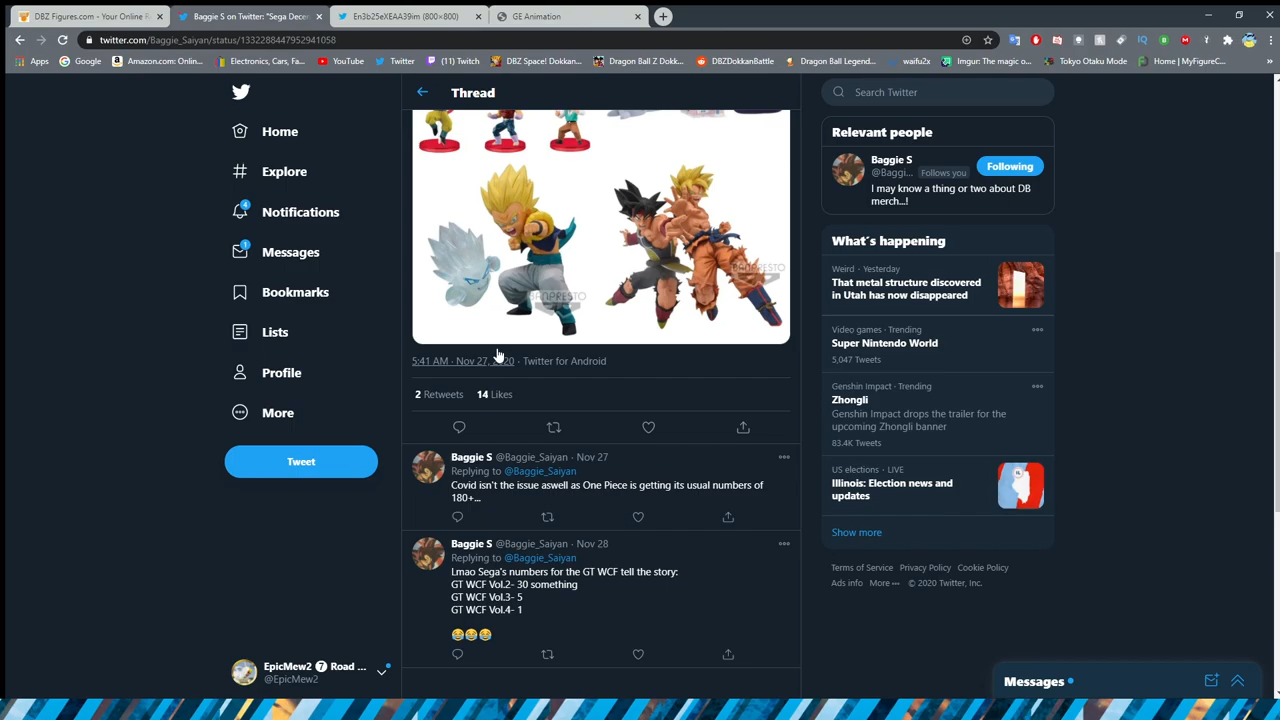 DBZ Figures.com - Your Online R
Baggie S on Twitter: "Sega Decem
En3b25eXEAA39im (800×800)
GE Animation
twitter.com/Baggie_Saiyan/status/1332288447952941058
Apps
Google
Amazon.com: Onlin...
Electronics, Cars, Fa...
YouTube
Twitter
(11) Twitch
DBZ Space! Dokkan...
Dragon Ball Z Dokk...
DBZDokkanBattle
Dragon Ball Legend...
waifu2x
Imgur: The magic o...
Tokyo Otaku Mode
Home | MyFigureC...
Thread
Search Twitter
Home
Explore
4
Notifications
1
Messages
Bookmarks
Lists
Profile
More
Tweet
EpicMew2 7 Road ...
@EpicMew2
BANPRESTO
BANPRESTO
5:41 AM · Nov 27, 2020 · Twitter for Android
2 Retweets 14 Likes
Baggie S @Baggie_Saiyan · Nov 27
Replying to @Baggie_Saiyan
Covid isn't the issue aswell as One Piece is getting its usual numbers of
180+...
Baggie S @Baggie_Saiyan · Nov 28
Replying to @Baggie_Saiyan
Lmao Sega's numbers for the GT WCF tell the story:
GT WCF Vol.2- 30 something
GT WCF Vol.3- 5
GT WCF Vol.4- 1
😂😂😂
Relevant people
Baggie S
@Baggi... Follows you
Following
I may know a thing or two about DB
merch...!
What's happening
Weird · Yesterday
That metal structure discovered
in Utah has now disappeared
Video games · Trending
Super Nintendo World
5,047 Tweets
Genshin Impact · Trending
Zhongli
Genshin Impact drops the trailer for the
upcoming Zhongli banner
83.4K Tweets
US elections · LIVE
Illinois: Election news and
updates
Show more
Terms of Service Privacy Policy Cookie Policy
Ads info More ··· © 2020 Twitter, Inc.
Messages